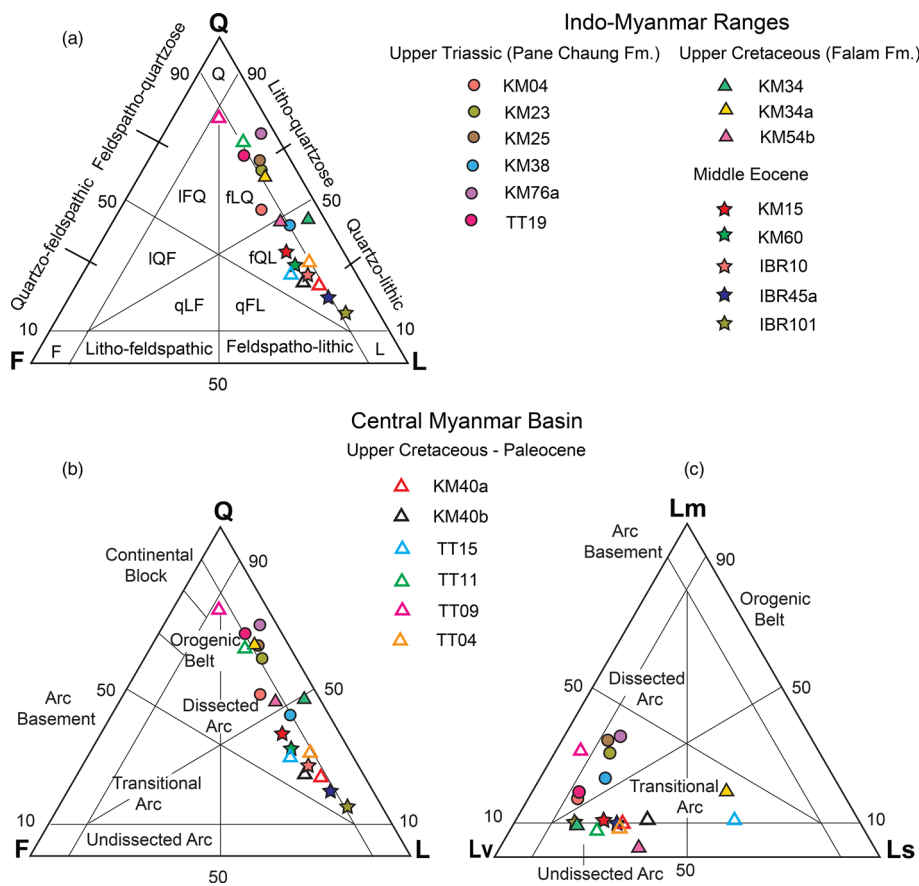 (a)
Q
90
90
Q
Feldspatho-quartzose
Litho-quartzose
50
50
lFQ
fLQ
Quartzo-feldspathic
Quartzo-lithic
lQF
fQL
qLF
qFL
10
10
F
F
Litho-feldspathic
Feldspatho-lithic
L
L
50
Indo-Myanmar Ranges
Upper Triassic (Pane Chaung Fm.)
KM04
KM23
KM25
KM38
KM76a
TT19
Upper Cretaceous (Falam Fm.)
KM34
KM34a
KM54b
Middle Eocene
KM15
KM60
IBR10
IBR45a
IBR101
Central Myanmar Basin
Upper Cretaceous - Paleocene
KM40a
KM40b
TT15
TT11
TT09
TT04
(b)
Q
Continental
Block
90
Orogenic
Belt
Arc
Basement
50
50
Dissected
Arc
Transitional
Arc
10
10
F
Undissected Arc
L
50
(c)
Lm
Arc
Basement
90
Orogenic
Belt
Dissected
Arc
50
50
Transitional
Arc
10
10
Lv
Ls
50
Undissected Arc